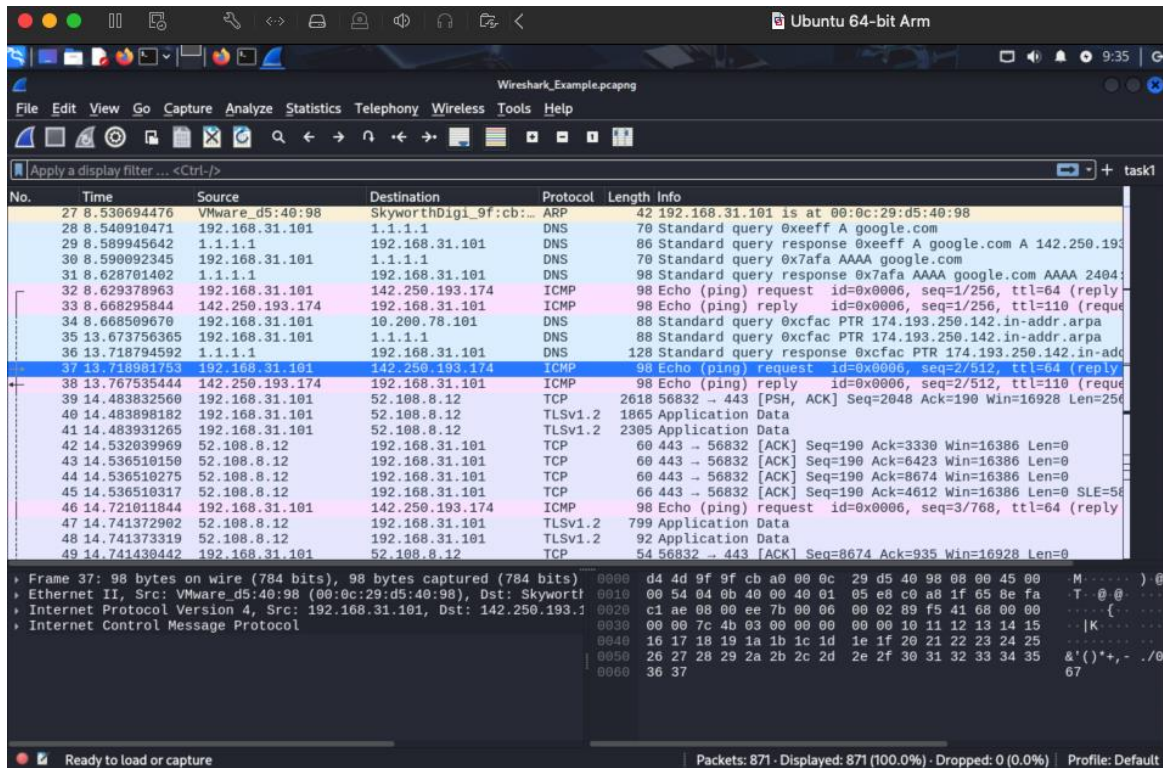 Ubuntu 64-bit Arm
9:35
Wireshark_Example.pcapng
File Edit View Go Capture Analyze Statistics Telephony Wireless Tools Help
Apply a display filter ... <Ctrl-/> + task1
No. Time Source Destination Protocol Length Info
27 8.530694476 VMware_d5:40:98 SkyworthDigi_9f:cb:… ARP 42 192.168.31.101 is at 00:0c:29:d5:40:98
28 8.540910471 192.168.31.101 1.1.1.1 DNS 70 Standard query 0xeeff A google.com
29 8.589945642 1.1.1.1 192.168.31.101 DNS 86 Standard query response 0xeeff A google.com A 142.250.193
30 8.590092345 192.168.31.101 1.1.1.1 DNS 70 Standard query 0x7afa AAAA google.com
31 8.628701402 1.1.1.1 192.168.31.101 DNS 98 Standard query response 0x7afa AAAA google.com AAAA 2404:
32 8.629378963 192.168.31.101 142.250.193.174 ICMP 98 Echo (ping) request id=0x0006, seq=1/256, ttl=64 (reply
33 8.668295844 142.250.193.174 192.168.31.101 ICMP 98 Echo (ping) reply id=0x0006, seq=1/256, ttl=110 (reque
34 8.668509670 192.168.31.101 10.200.78.101 DNS 88 Standard query 0xcfac PTR 174.193.250.142.in-addr.arpa
35 13.673756365 192.168.31.101 1.1.1.1 DNS 88 Standard query 0xcfac PTR 174.193.250.142.in-addr.arpa
36 13.718794592 1.1.1.1 192.168.31.101 DNS 128 Standard query response 0xcfac PTR 174.193.250.142.in-add
37 13.718981753 192.168.31.101 142.250.193.174 ICMP 98 Echo (ping) request id=0x0006, seq=2/512, ttl=64 (reply
38 13.767535444 142.250.193.174 192.168.31.101 ICMP 98 Echo (ping) reply id=0x0006, seq=2/512, ttl=110 (reque
39 14.483832560 192.168.31.101 52.108.8.12 TCP 2618 56832 → 443 [PSH, ACK] Seq=2048 Ack=190 Win=16928 Len=256
40 14.483898182 192.168.31.101 52.108.8.12 TLSv1.2 1865 Application Data
41 14.483931265 192.168.31.101 52.108.8.12 TLSv1.2 2305 Application Data
42 14.532039969 52.108.8.12 192.168.31.101 TCP 60 443 → 56832 [ACK] Seq=190 Ack=3330 Win=16386 Len=0
43 14.536510150 52.108.8.12 192.168.31.101 TCP 60 443 → 56832 [ACK] Seq=190 Ack=6423 Win=16386 Len=0
44 14.536510275 52.108.8.12 192.168.31.101 TCP 60 443 → 56832 [ACK] Seq=190 Ack=8674 Win=16386 Len=0
45 14.536510317 52.108.8.12 192.168.31.101 TCP 66 443 → 56832 [ACK] Seq=190 Ack=4612 Win=16386 Len=0 SLE=58
46 14.721011844 192.168.31.101 142.250.193.174 ICMP 98 Echo (ping) request id=0x0006, seq=3/768, ttl=64 (reply
47 14.741372902 52.108.8.12 192.168.31.101 TLSv1.2 799 Application Data
48 14.741373319 52.108.8.12 192.168.31.101 TLSv1.2 92 Application Data
49 14.741430442 192.168.31.101 52.108.8.12 TCP 54 56832 → 443 [ACK] Seq=8674 Ack=935 Win=16928 Len=0
Frame 37: 98 bytes on wire (784 bits), 98 bytes captured (784 bits) 0000 d4 4d 9f 9f cb a0 00 0c 29 d5 40 98 08 00 45 00 ·M······ )·@
Ethernet II, Src: VMware_d5:40:98 (00:0c:29:d5:40:98), Dst: Skyworth 0010 00 54 04 0b 40 00 40 01 05 e8 c0 a8 1f 65 8e fa ·T··@·@·
Internet Protocol Version 4, Src: 192.168.31.101, Dst: 142.250.193.1 0020 c1 ae 08 00 ee 7b 00 06 00 02 89 f5 41 68 00 00 ·····{··
Internet Control Message Protocol 0030 00 00 7c 4b 03 00 00 00 00 00 10 11 12 13 14 15 ··|K····
0040 16 17 18 19 1a 1b 1c 1d 1e 1f 20 21 22 23 24 25
0050 26 27 28 29 2a 2b 2c 2d 2e 2f 30 31 32 33 34 35 &'()*+,- ./0
0060 36 37 67
Ready to load or capture Packets: 871 · Displayed: 871 (100.0%) · Dropped: 0 (0.0%) Profile: Default